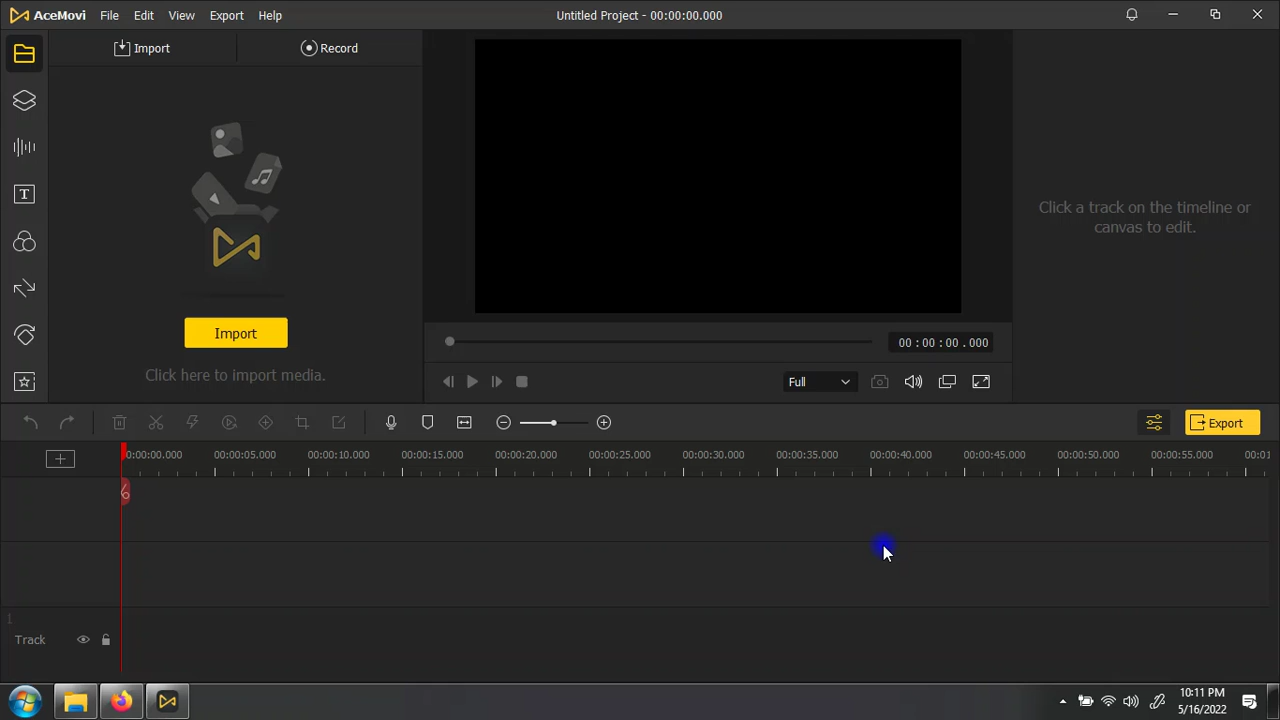 AceMovi File Edit View Export Help Untitled Project - 00:00:00.000
Import Record
Click a track on the timeline or
canvas to edit.
Import
Click here to import media.
00 : 00 : 00 .000
Full
T
Export
0:00:00.000 00:00:05.000 00:00:10.000 00:00:15.000 00:00:20.000 00:00:25.000 00:00:30.000 00:00:35.000 00:00:40.000 00:00:45.000 00:00:50.000 00:00:55.000 00:01
1
Track
10:11 PM
5/16/2022